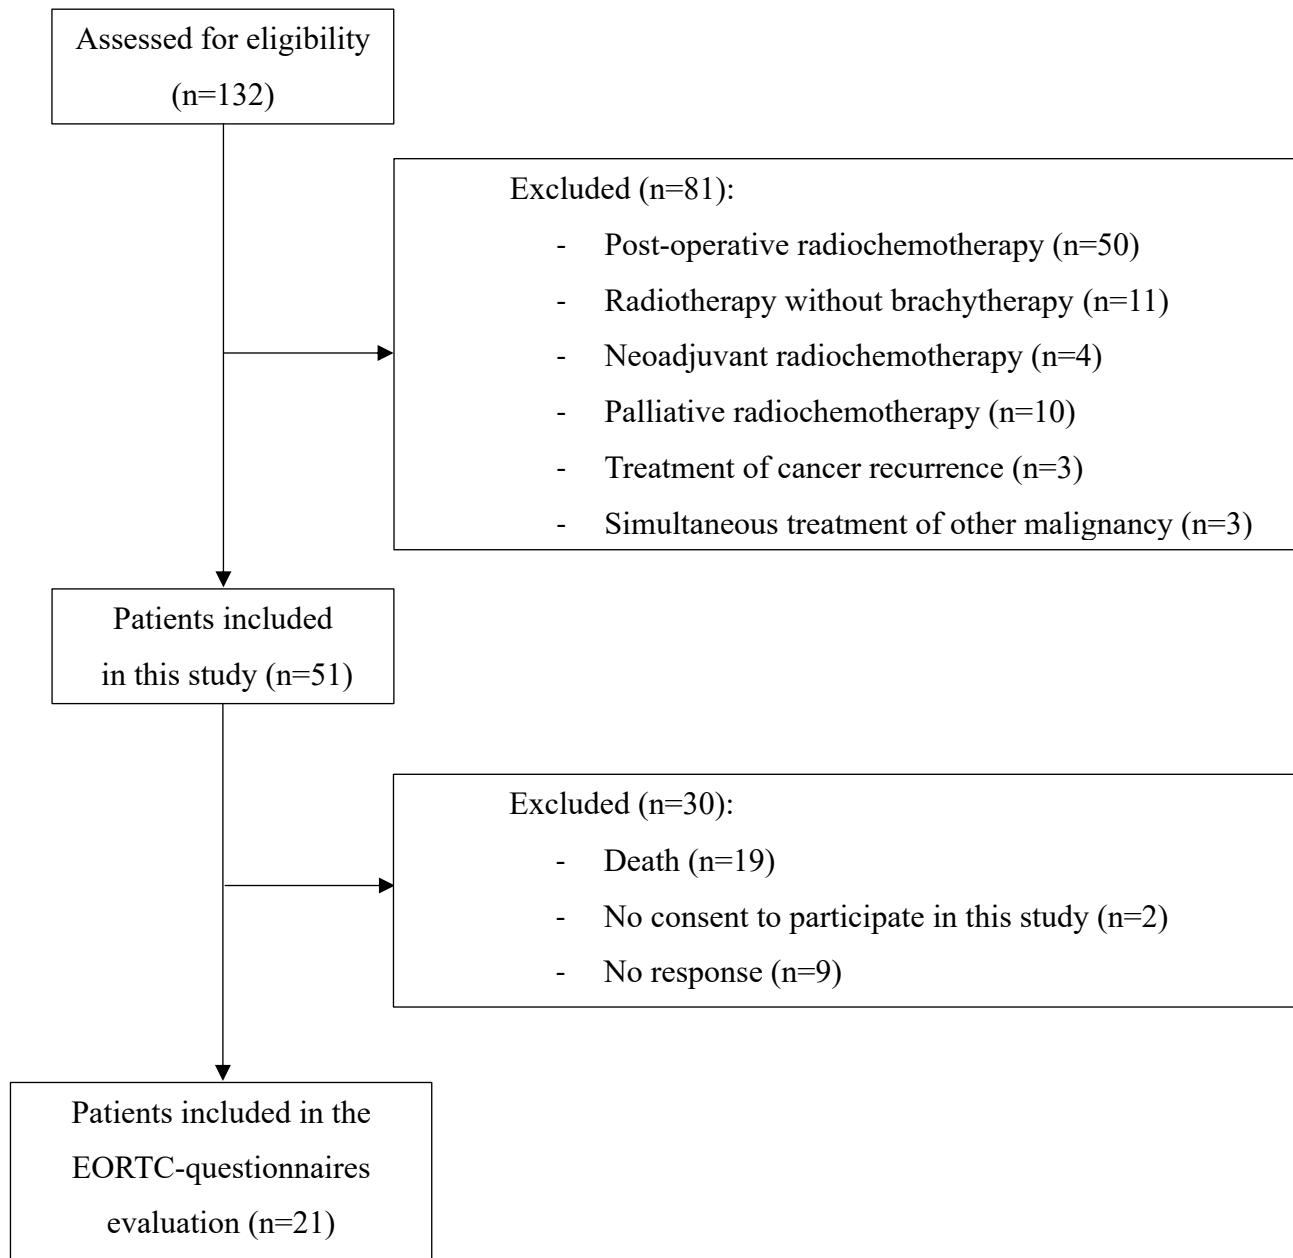 Assessed for eligibility
(n=132)
Excluded (n=81):
- Post-operative radiochemotherapy (n=50)
- Radiotherapy without brachytherapy (n=11)
- Neoadjuvant radiochemotherapy (n=4)
- Palliative radiochemotherapy (n=10)
- Treatment of cancer recurrence (n=3)
- Simultaneous treatment of other malignancy (n=3)
Patients included
in this study (n=51)
Excluded (n=30):
- Death (n=19)
- No consent to participate in this study (n=2)
- No response (n=9)
Patients included in the
EORTC-questionnaires
evaluation (n=21)